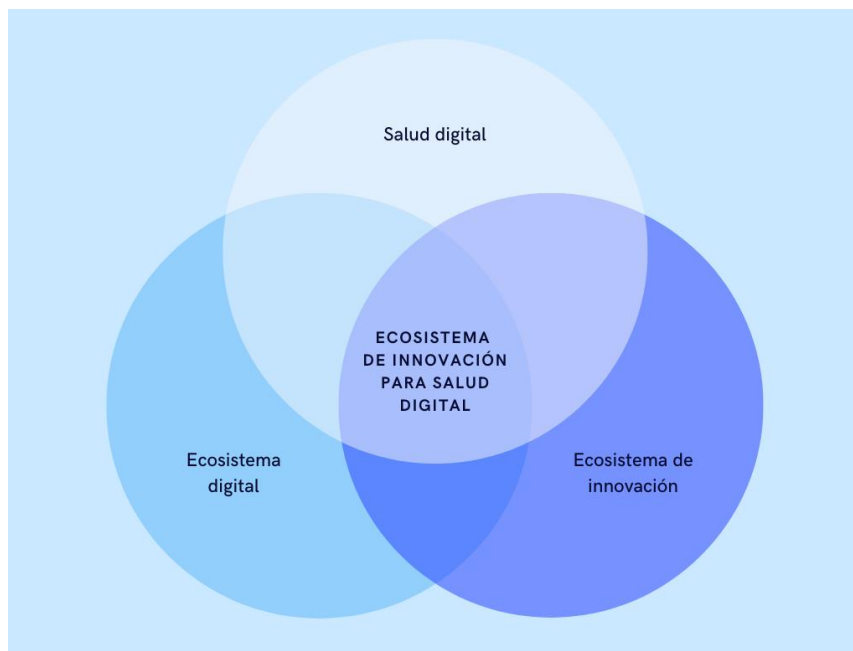 Salud digital
ECOSISTEMA
DE INNOVACIÓN
PARA SALUD
DIGITAL
Ecosistema
digital
Ecosistema de
innovación